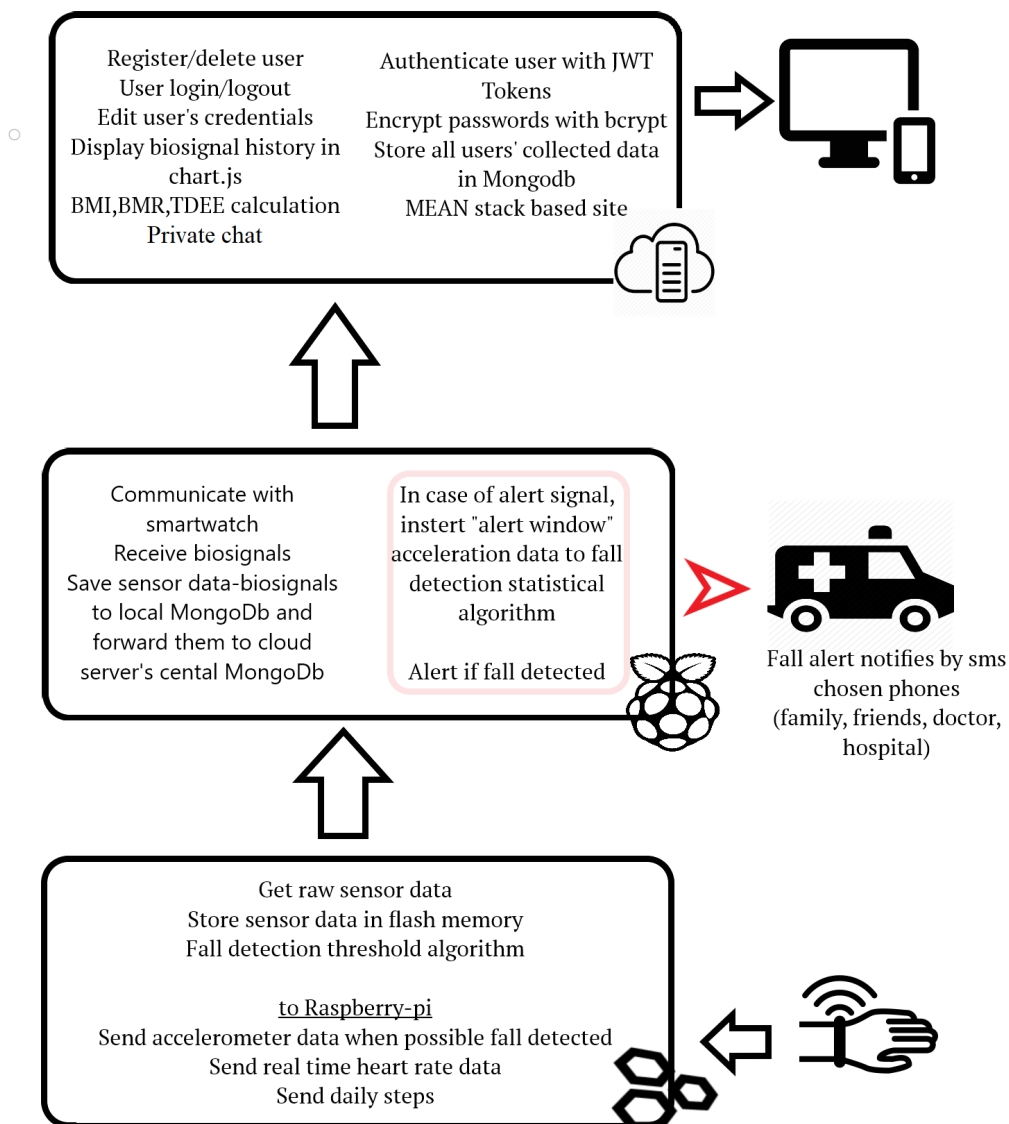 Register/delete user
User login/logout
Edit user's credentials
Display biosignal history in
chart.js
BMI,BMR,TDEE calculation
Private chat
Authenticate user with JWT
Tokens
Encrypt passwords with bcrypt
Store all users' collected data
in Mongodb
MEAN stack based site
Communicate with
smartwatch
Receive biosignals
Save sensor data-biosignals
to local MongoDb and
forward them to cloud
server's cental MongoDb
In case of alert signal,
instert "alert window"
acceleration data to fall
detection statistical
algorithm
Alert if fall detected
Fall alert notifies by sms
chosen phones
(family, friends, doctor,
hospital)
Get raw sensor data
Store sensor data in flash memory
Fall detection threshold algorithm
to Raspberry-pi
Send accelerometer data when possible fall detected
Send real time heart rate data
Send daily steps